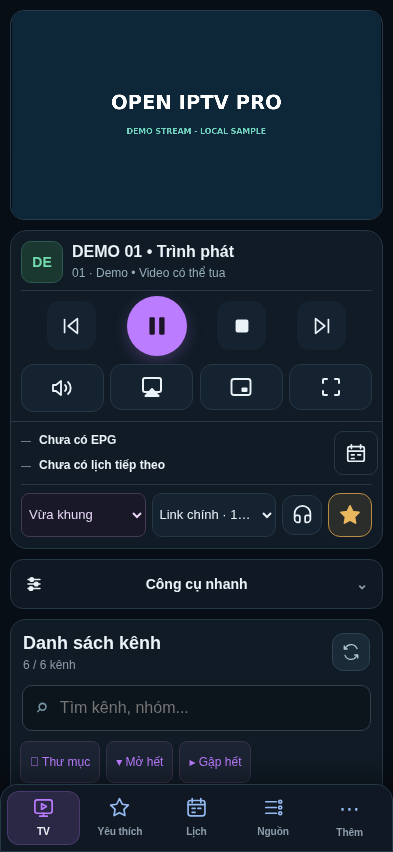 OPEN IPTV PRO
DEMO STREAM - LOCAL SAMPLE
DE
DEMO 01 • Trình phát
01 · Demo • Video có thể tua
— Chưa có EPG
— Chưa có lịch tiếp theo
Vừa khung
Link chính · 1…
Công cụ nhanh
Danh sách kênh
6 / 6 kênh
Tìm kênh, nhóm...
Thư mục
▾ Mở hết
▸ Gập hết
TV
Yêu thích
Lịch
Nguồn
Thêm